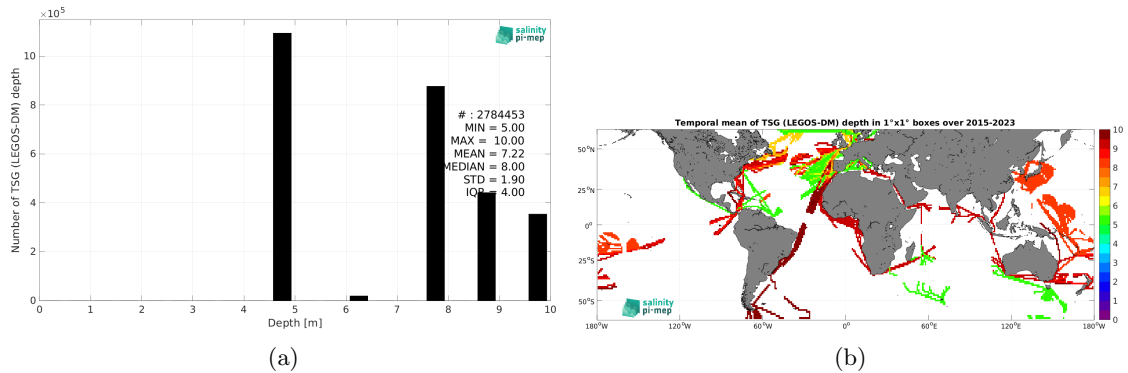 ×10⁵
10
8
6
4
2
0
Number of TSG (LEGOS-DM) depth
salinity
pi-mep
# : 2784453
MIN = 5.00
MAX = 10.00
MEAN = 7.22
MEDIAN = 8.00
STD = 1.90
IQR = 4.00
0 1 2 3 4 5 6 7 8 9 10
Depth [m]
(a)
Temporal mean of TSG (LEGOS-DM) depth in 1°x1° boxes over 2015-2023
50°N
25°N
0°
25°S
50°S
180°W 120°W 60°W 0° 60°E 120°E 180°W
salinity
pi-mep
10
9
8
7
6
5
4
3
2
1
0
(b)